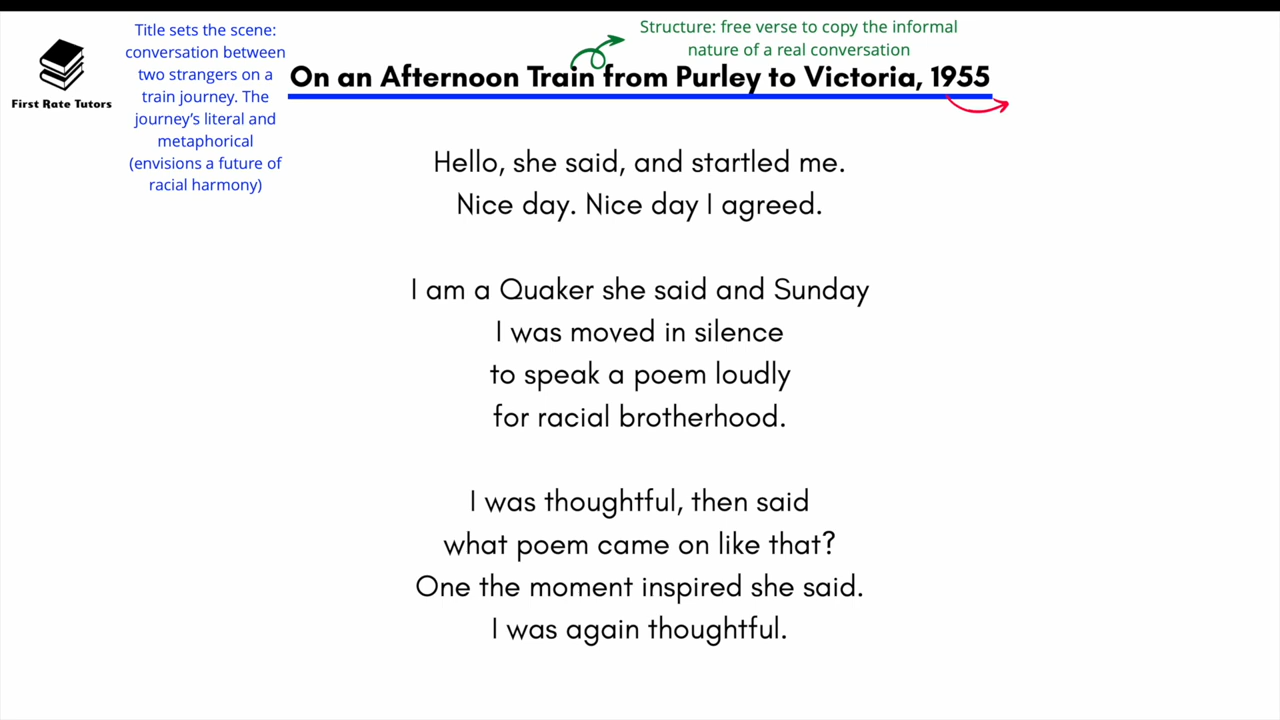 Title sets the scene:
conversation between
two strangers on a
train journey. The
journey's literal and
metaphorical
(envisions a future of
racial harmony)
First Rate Tutors
Structure: free verse to copy the informal
nature of a real conversation
On an Afternoon Train from Purley to Victoria, 1955
Hello, she said, and startled me.
Nice day. Nice day I agreed.
I am a Quaker she said and Sunday
I was moved in silence
to speak a poem loudly
for racial brotherhood.
I was thoughtful, then said
what poem came on like that?
One the moment inspired she said.
I was again thoughtful.